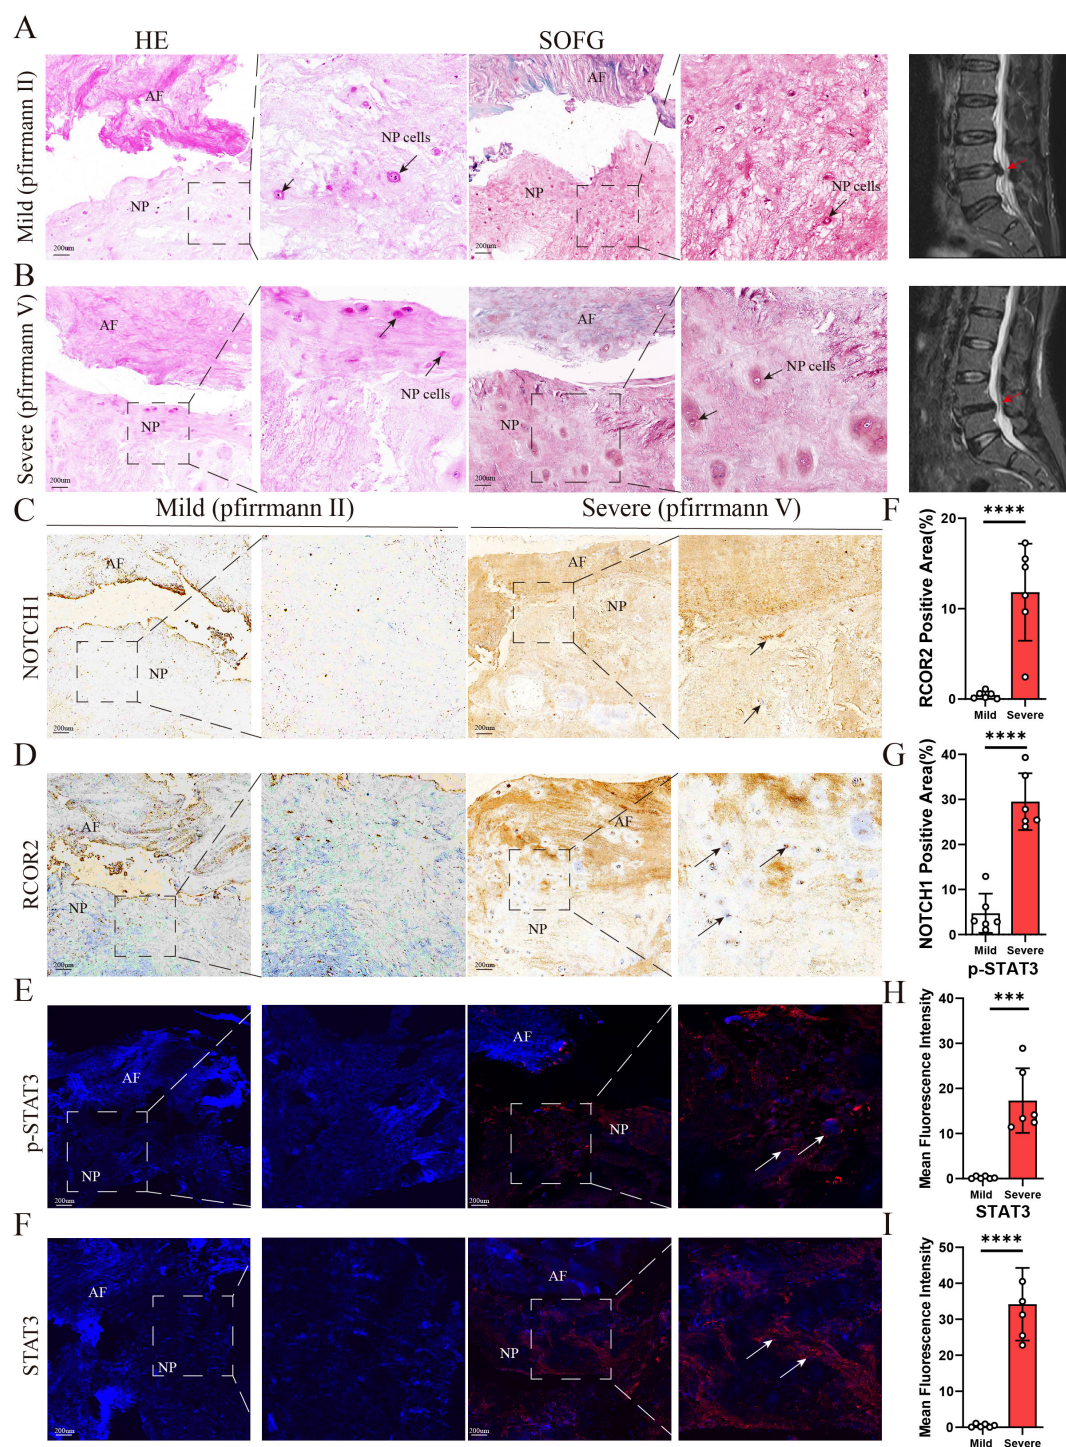 A
HE
SOFG
Mild (pfirrmann II)
AF
NP
200um
NP cells
AF
NP
200um
NP cells
B
Severe (pfirrmann V)
AF
NP
200um
NP cells
AF
NP
200um
NP cells
C
Mild (pfirrmann II)
Severe (pfirrmann V)
NOTCH1
AF
NP
200um
AF
NP
200um
F
RCOR2 Positive Area(%)
****
20
10
0
Mild
Severe
D
RCOR2
AF
NP
200um
AF
NP
200um
G
NOTCH1 Positive Area(%)
****
40
30
20
10
0
Mild
Severe
E
p-STAT3
AF
NP
200um
AF
NP
200um
H
p-STAT3
Mean Fluorescence Intensity
***
40
30
20
10
0
Mild
Severe
F
STAT3
AF
NP
200um
AF
NP
200um
I
STAT3
Mean Fluorescence Intensity
****
50
40
30
20
10
0
Mild
Severe